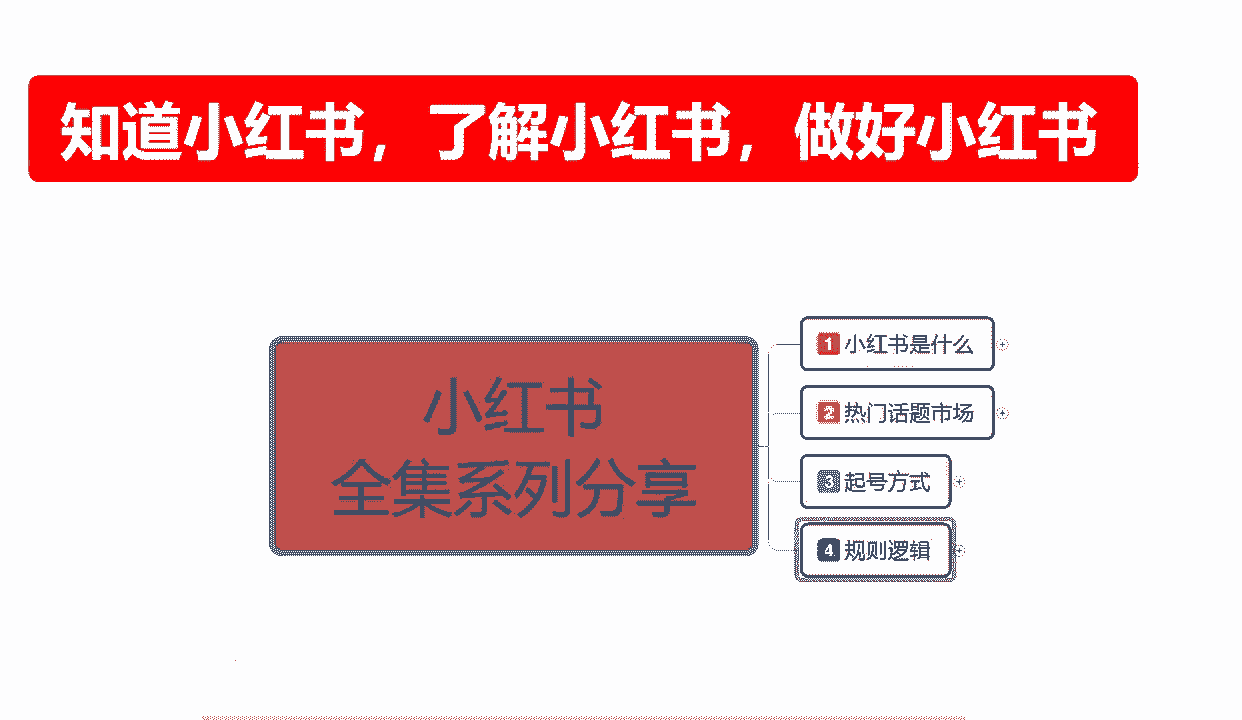 知道小红书，了解小红书，做好小红书
小红书
全集系列分享
1 小红书是什么
2 热门话题市场
3 起号方式
4 规则逻辑